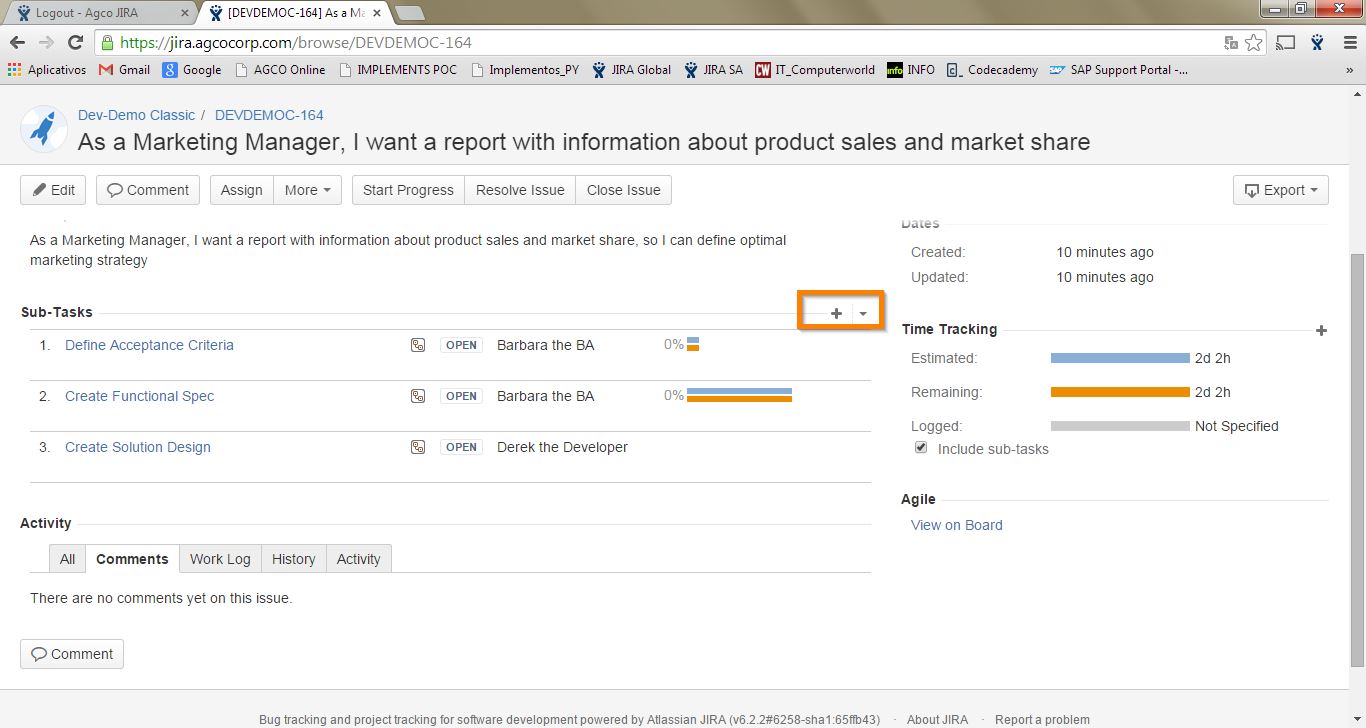 Logout - Agco JIRA
[DEVDEMOC-164] As a Ma
https://jira.agcocorp.com/browse/DEVDEMOC-164
Aplicativos Gmail Google AGCO Online IMPLEMENTS POC Implementos_PY JIRA Global JIRA SA CW IT_Computerworld info INFO Codecademy SAP Support Portal -... »
Dev-Demo Classic / DEVDEMOC-164
As a Marketing Manager, I want a report with information about product sales and market share
Edit Comment Assign More Start Progress Resolve Issue Close Issue Export
As a Marketing Manager, I want a report with information about product sales and market share, so I can define optimal
marketing strategy
Sub-Tasks
1. Define Acceptance Criteria OPEN Barbara the BA 0%
2. Create Functional Spec OPEN Barbara the BA 0%
3. Create Solution Design OPEN Derek the Developer
Activity
All Comments Work Log History Activity
There are no comments yet on this issue.
Comment
Dates
Created: 10 minutes ago
Updated: 10 minutes ago
Time Tracking
Estimated: 2d 2h
Remaining: 2d 2h
Logged: Not Specified
Include sub-tasks
Agile
View on Board
Bug tracking and project tracking for software development powered by Atlassian JIRA (v6.2.2#6258-sha1:65ffb43) · About JIRA · Report a problem